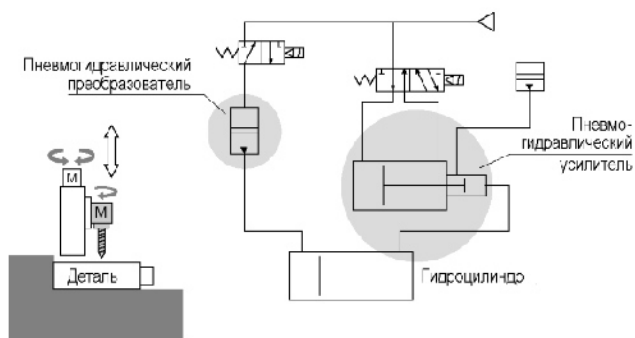 Пневмогидравлический
преобразователь
Пневмо-
гидравлический
усилитель
М
М
Деталь
Гидроцилиндр